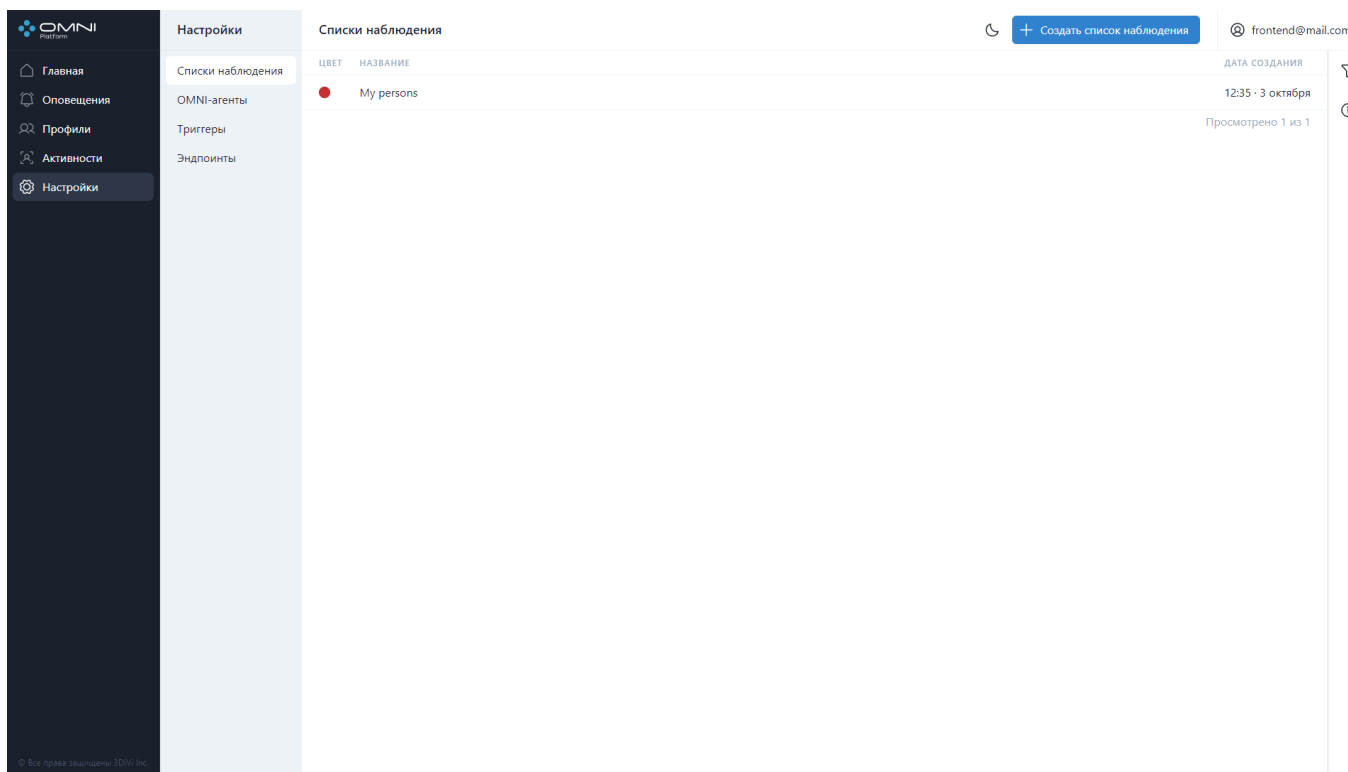 OMNI
Platform
Главная
Оповещения
Профили
Активности
Настройки
© Все права защищены 3DiVi Inc.
Настройки
Списки наблюдения
OMNI-агенты
Триггеры
Эндпоинты
Списки наблюдения
Создать список наблюдения
frontend@mail.com
ЦВЕТ НАЗВАНИЕ ДАТА СОЗДАНИЯ
My persons 12:35 · 3 октября
Просмотрено 1 из 1